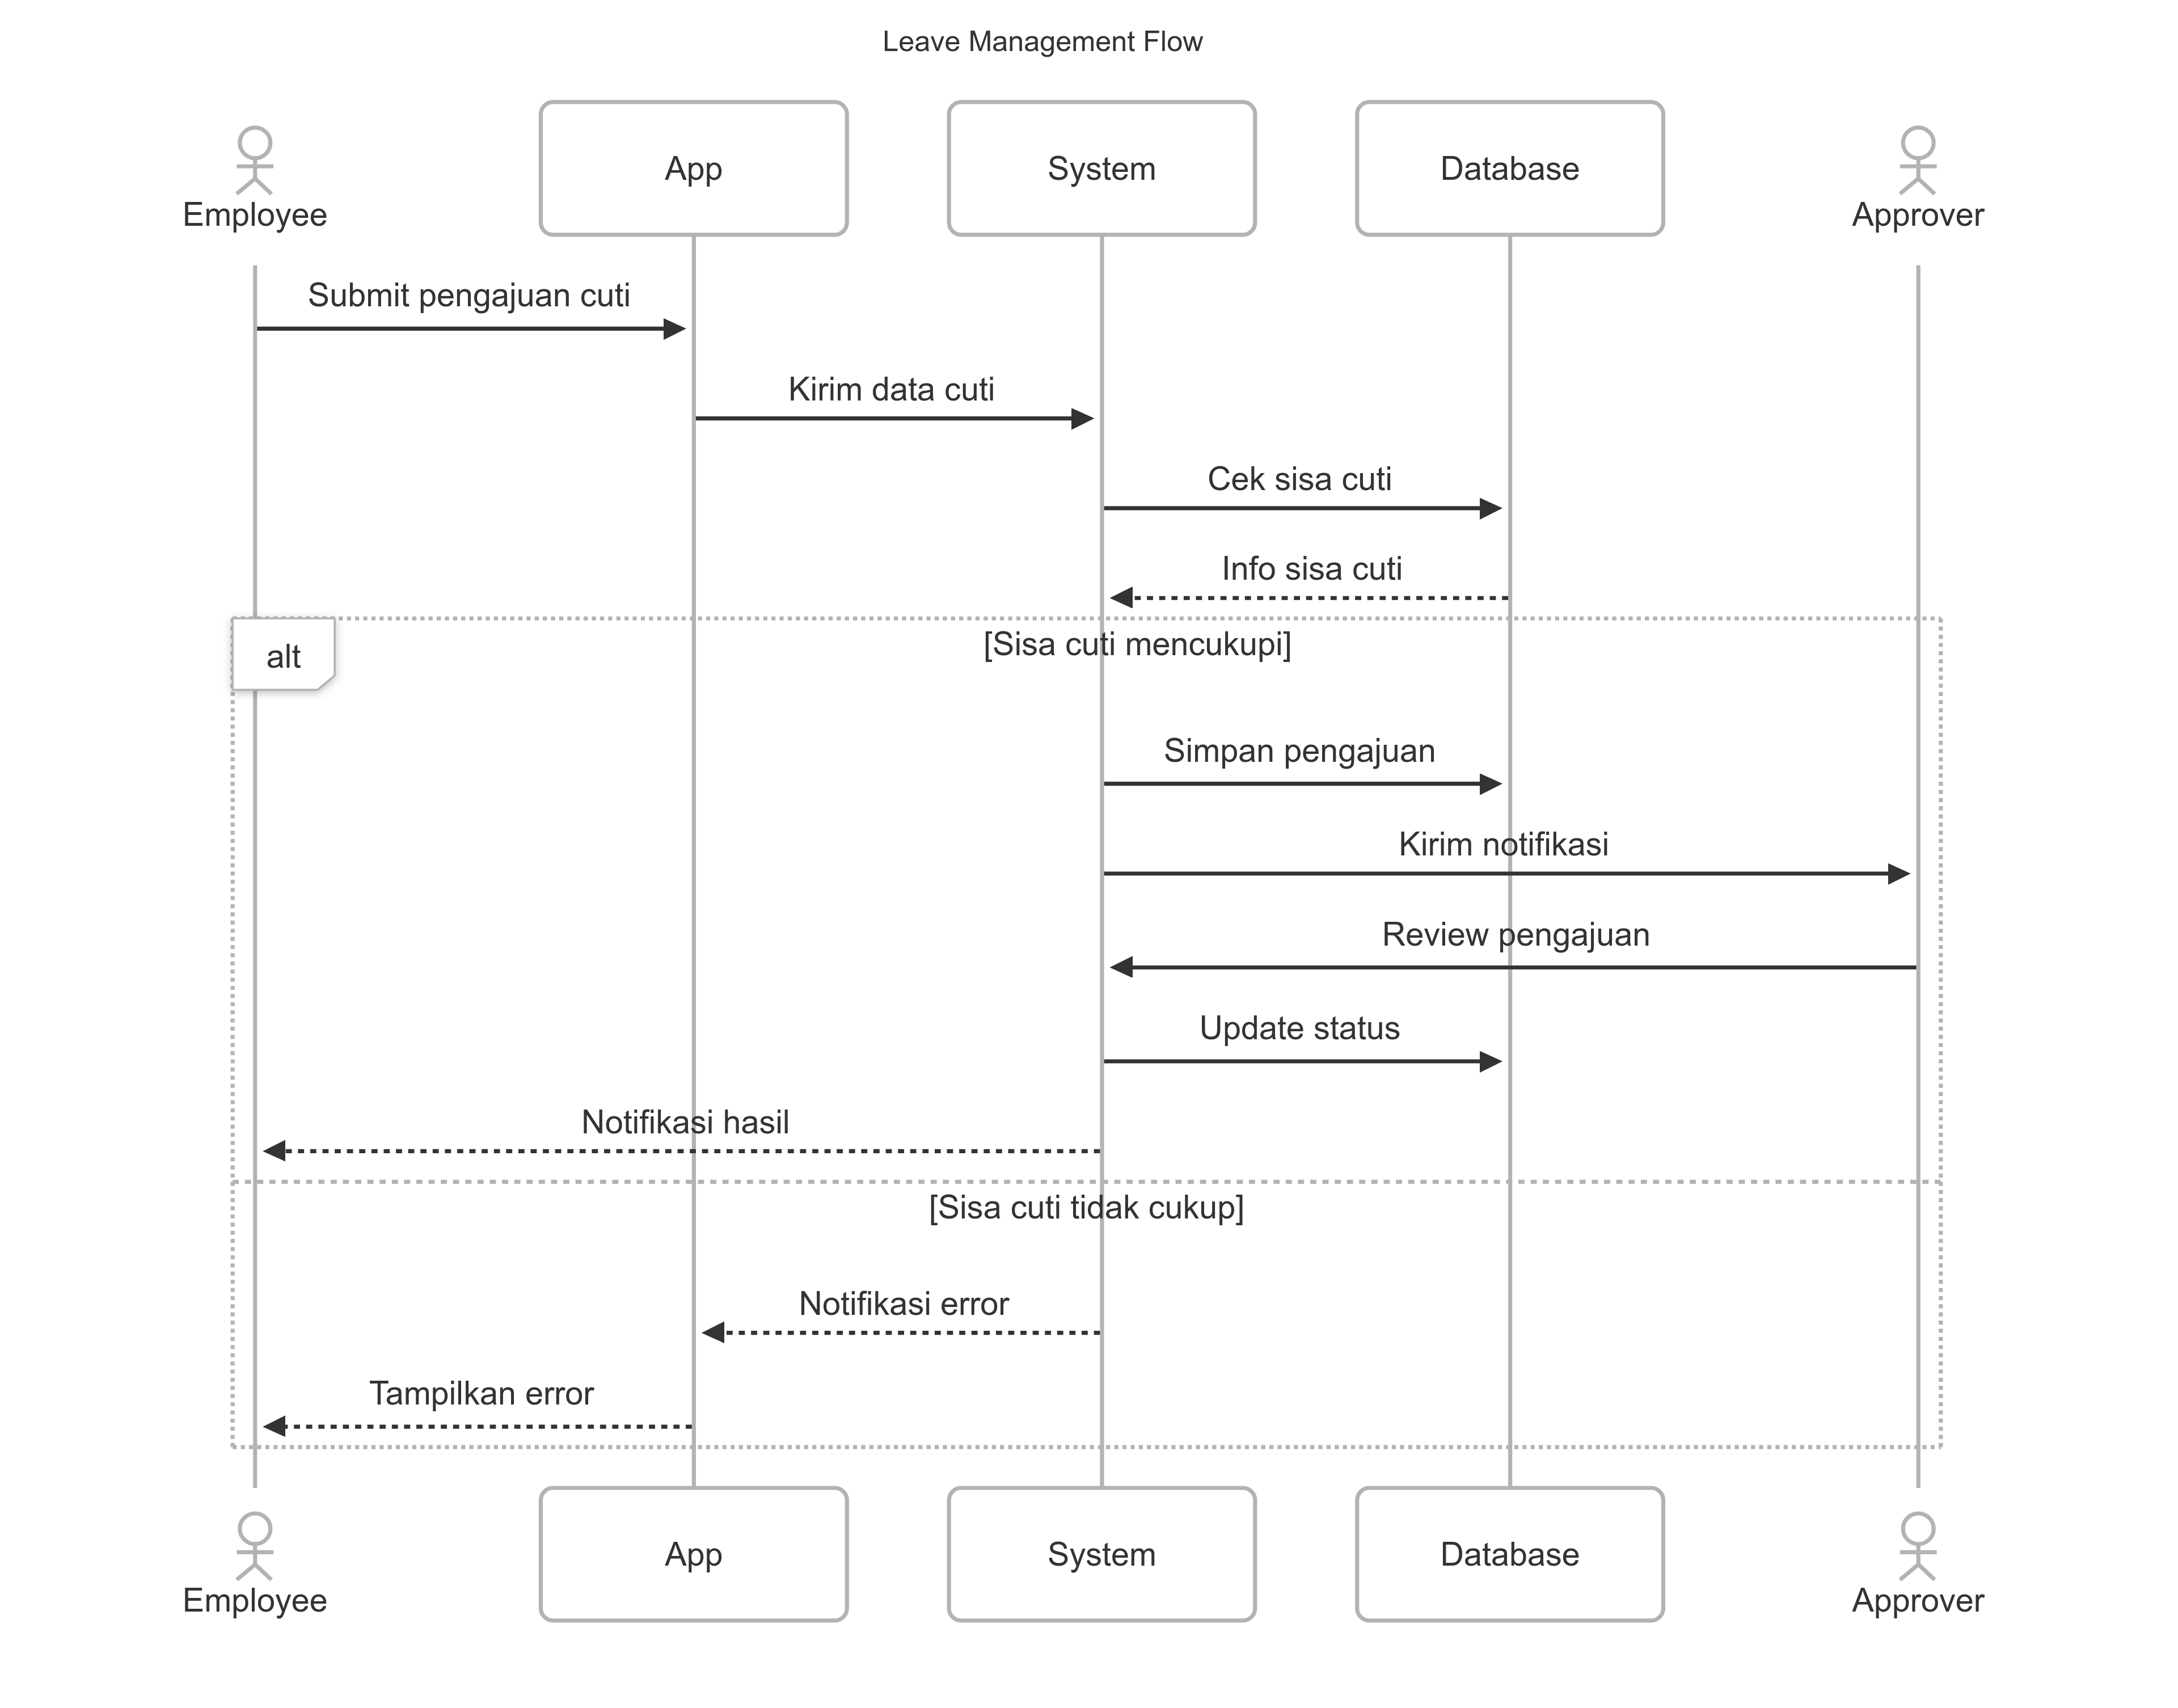 Leave Management Flow
Employee
App
System
Database
Approver
Submit pengajuan cuti
Kirim data cuti
Cek sisa cuti
Info sisa cuti
alt
[Sisa cuti mencukupi]
Simpan pengajuan
Kirim notifikasi
Review pengajuan
Update status
Notifikasi hasil
[Sisa cuti tidak cukup]
Notifikasi error
Tampilkan error
Employee
App
System
Database
Approver